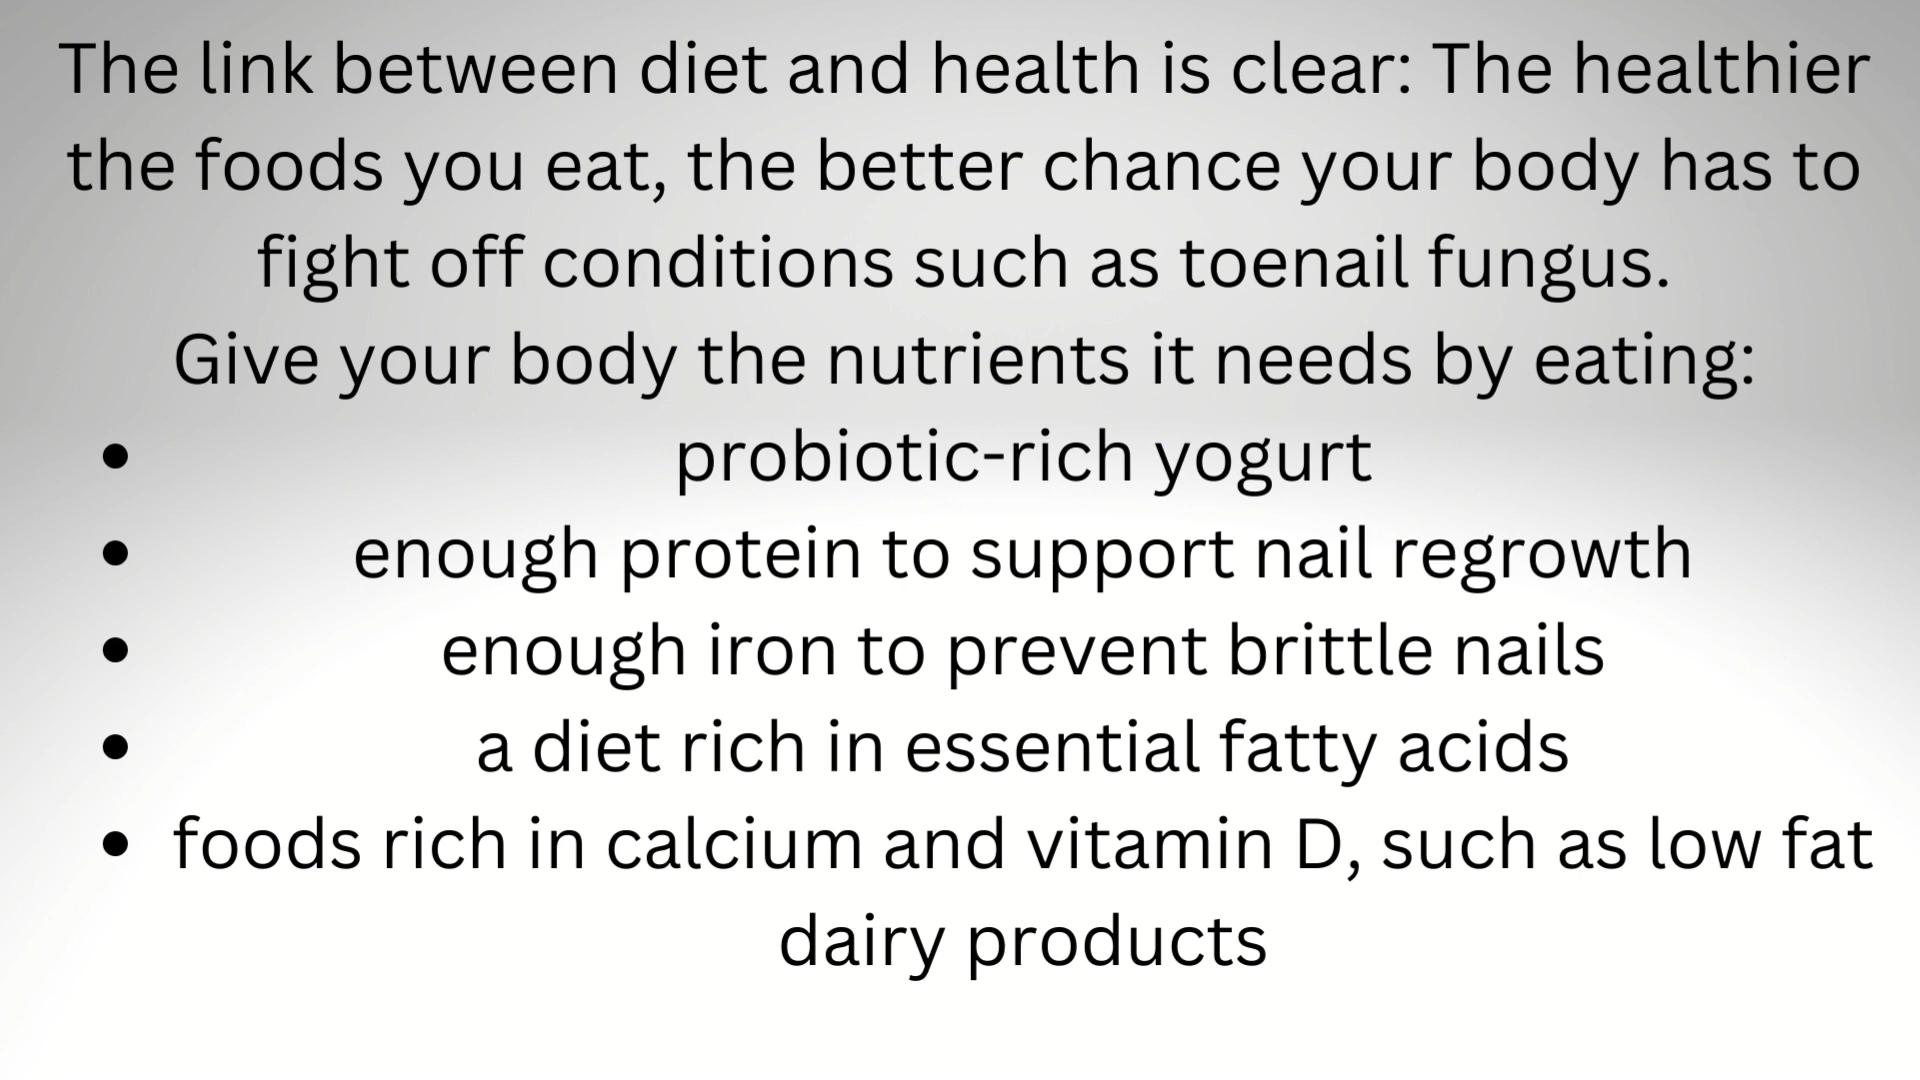 The link between diet and health is clear: The healthier
the foods you eat, the better chance your body has to
fight off conditions such as toenail fungus.
Give your body the nutrients it needs by eating:
• probiotic-rich yogurt
• enough protein to support nail regrowth
• enough iron to prevent brittle nails
• a diet rich in essential fatty acids
• foods rich in calcium and vitamin D, such as low fat
dairy products